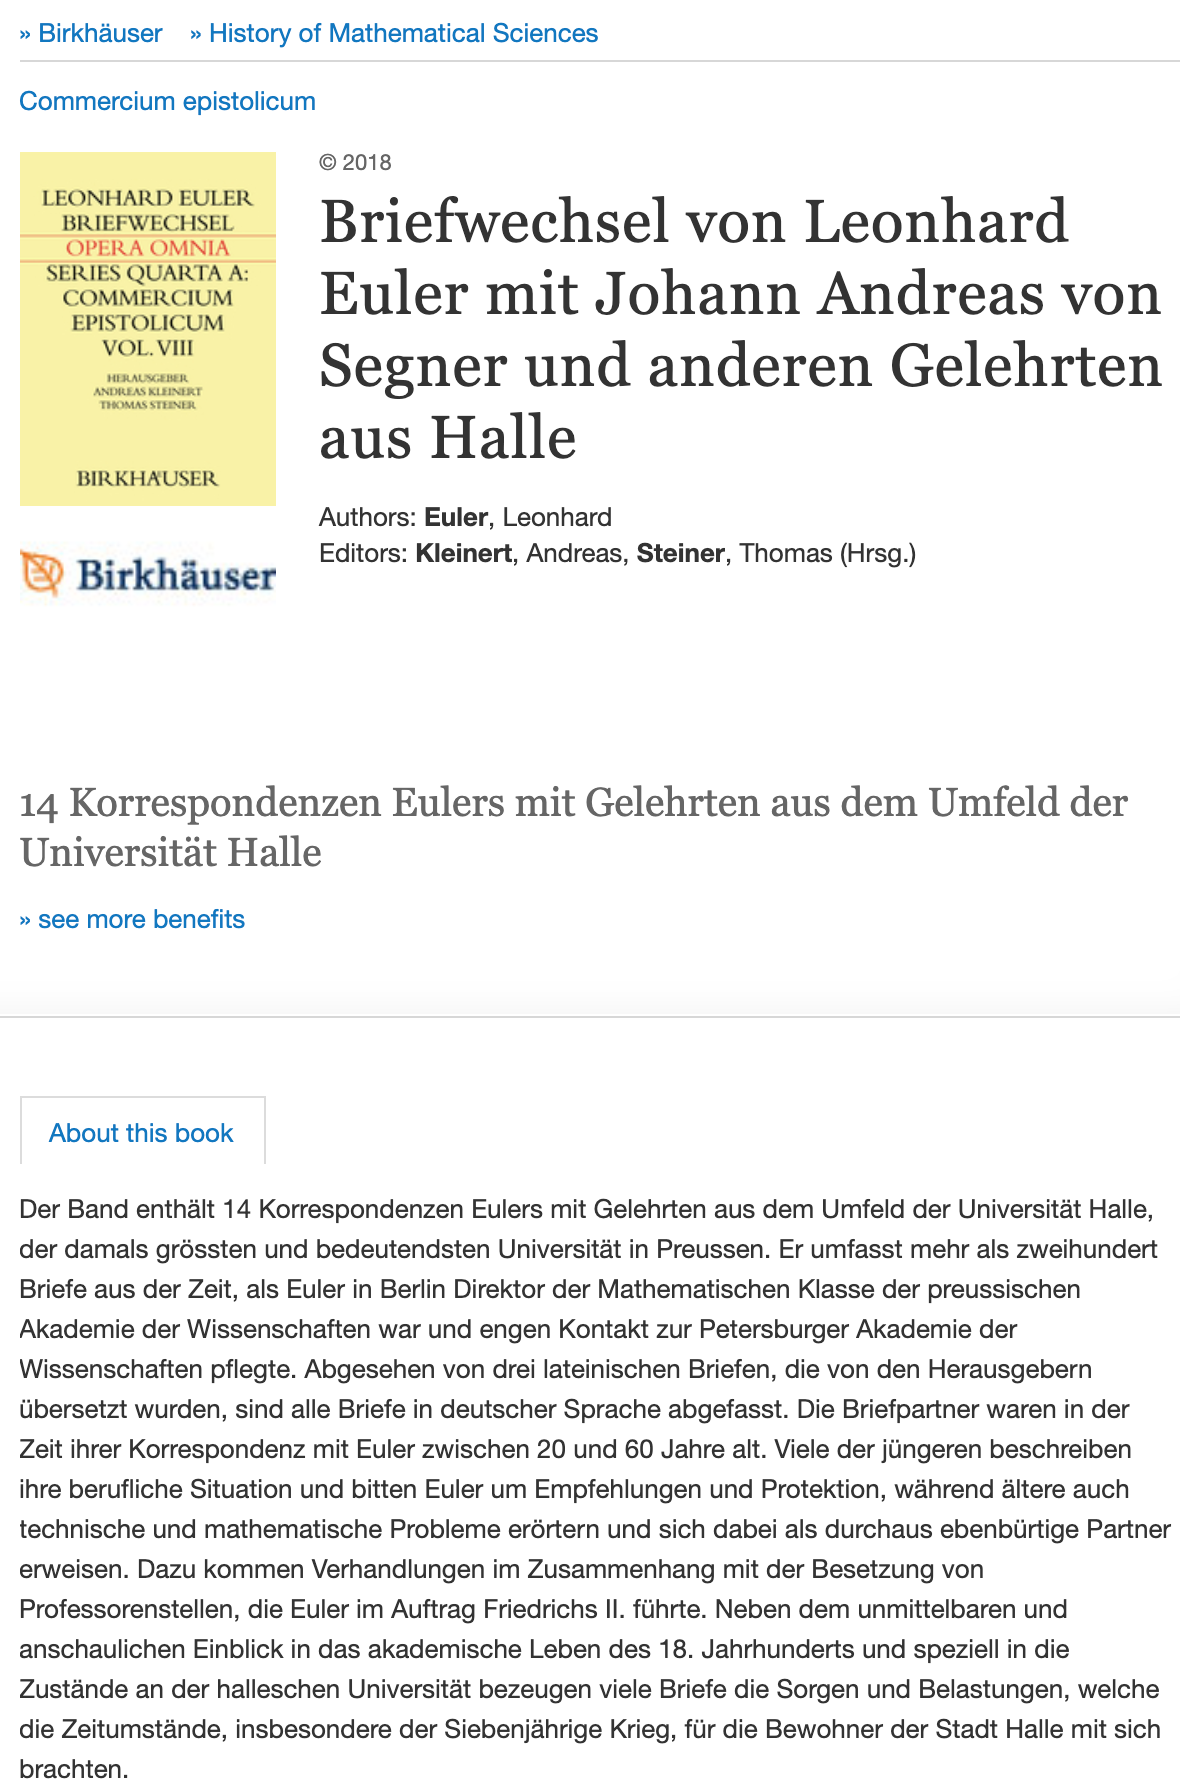 » Birkhäuser » History of Mathematical Sciences
Commercium epistolicum
LEONHARD EULER
BRIEFWECHSEL
OPERA OMNIA
SERIES QUARTA A:
COMMERCIUM
EPISTOLICUM
VOL. VIII
HERAUSGEBER
ANDREAS KLEINERT
THOMAS STEINER
BIRKHÄUSER
Birkhäuser
© 2018
Briefwechsel von Leonhard
Euler mit Johann Andreas von
Segner und anderen Gelehrten
aus Halle
Authors: Euler, Leonhard
Editors: Kleinert, Andreas, Steiner, Thomas (Hrsg.)
14 Korrespondenzen Eulers mit Gelehrten aus dem Umfeld der
Universität Halle
» see more benefits
About this book
Der Band enthält 14 Korrespondenzen Eulers mit Gelehrten aus dem Umfeld der Universität Halle,
der damals grössten und bedeutendsten Universität in Preussen. Er umfasst mehr als zweihundert
Briefe aus der Zeit, als Euler in Berlin Direktor der Mathematischen Klasse der preussischen
Akademie der Wissenschaften war und engen Kontakt zur Petersburger Akademie der
Wissenschaften pflegte. Abgesehen von drei lateinischen Briefen, die von den Herausgebern
übersetzt wurden, sind alle Briefe in deutscher Sprache abgefasst. Die Briefpartner waren in der
Zeit ihrer Korrespondenz mit Euler zwischen 20 und 60 Jahre alt. Viele der jüngeren beschreiben
ihre berufliche Situation und bitten Euler um Empfehlungen und Protektion, während ältere auch
technische und mathematische Probleme erörtern und sich dabei als durchaus ebenbürtige Partner
erweisen. Dazu kommen Verhandlungen im Zusammenhang mit der Besetzung von
Professorenstellen, die Euler im Auftrag Friedrichs II. führte. Neben dem unmittelbaren und
anschaulichen Einblick in das akademische Leben des 18. Jahrhunderts und speziell in die
Zustände an der halleschen Universität bezeugen viele Briefe die Sorgen und Belastungen, welche
die Zeitumstände, insbesondere der Siebenjährige Krieg, für die Bewohner der Stadt Halle mit sich
brachten.